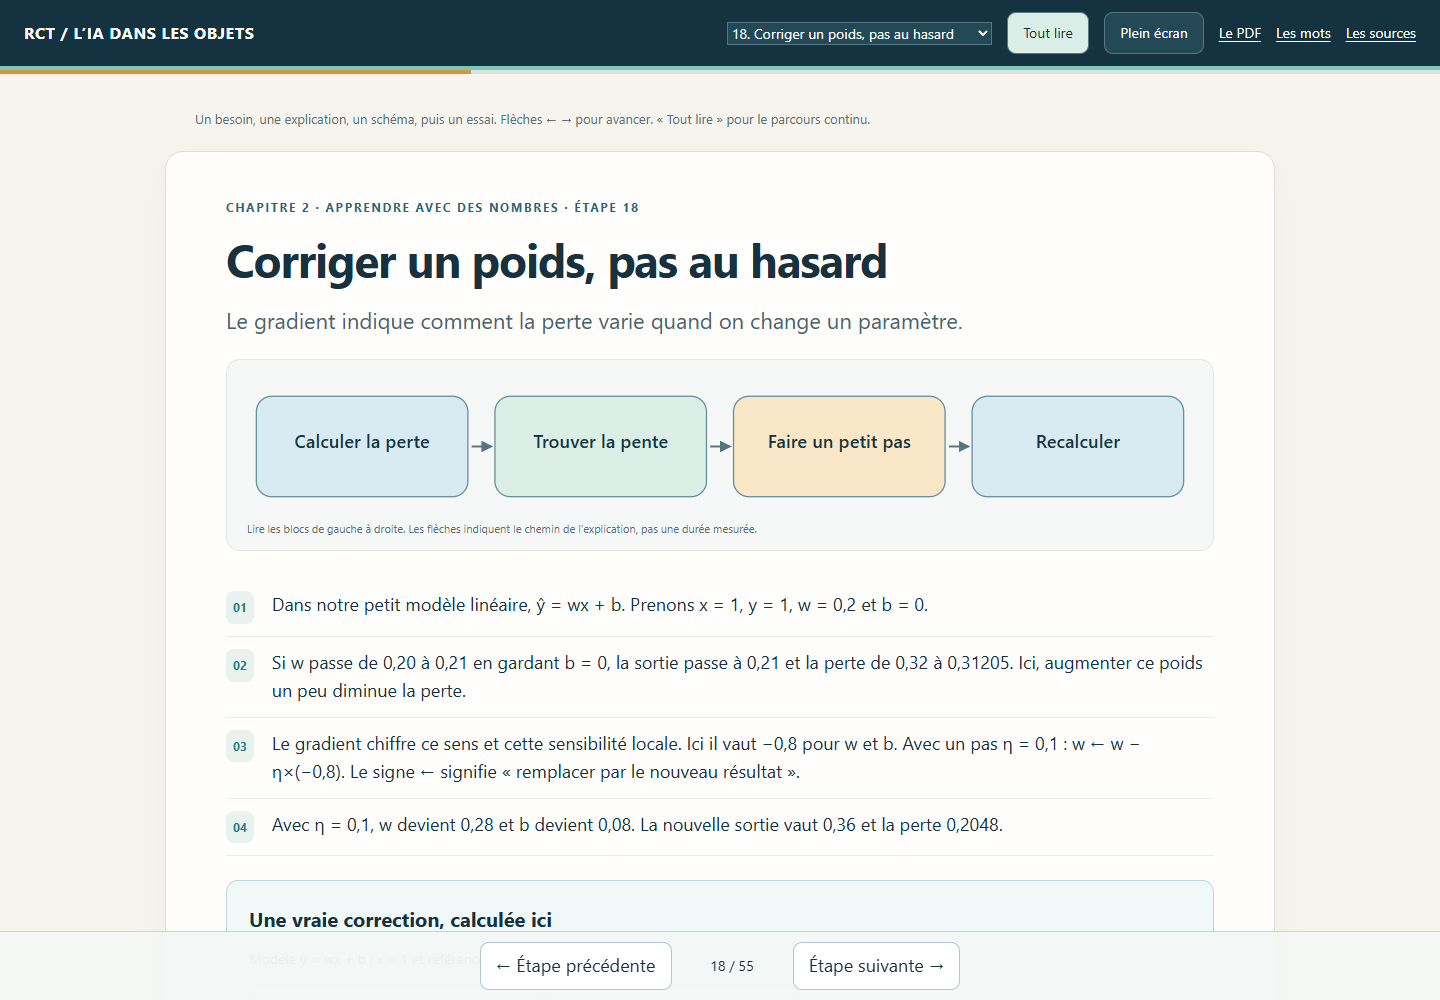 RCT / L’IA DANS LES OBJETS
18. Corriger un poids, pas au hasard
Tout lire
Plein écran
Le PDF
Les mots
Les sources
Un besoin, une explication, un schéma, puis un essai. Flèches ← → pour avancer. « Tout lire » pour le parcours continu.
CHAPITRE 2 · APPRENDRE AVEC DES NOMBRES · ÉTAPE 18
Corriger un poids, pas au hasard
Le gradient indique comment la perte varie quand on change un paramètre.
Calculer la perte
Trouver la pente
Faire un petit pas
Recalculer
Lire les blocs de gauche à droite. Les flèches indiquent le chemin de l’explication, pas une durée mesurée.
01
Dans notre petit modèle linéaire, ŷ = wx + b. Prenons x = 1, y = 1, w = 0,2 et b = 0.
02
Si w passe de 0,20 à 0,21 en gardant b = 0, la sortie passe à 0,21 et la perte de 0,32 à 0,31205. Ici, augmenter ce poids
un peu diminue la perte.
03
Le gradient chiffre ce sens et cette sensibilité locale. Ici il vaut −0,8 pour w et b. Avec un pas η = 0,1 : w ← w −
η×(−0,8). Le signe ← signifie « remplacer par le nouveau résultat ».
04
Avec η = 0,1, w devient 0,28 et b devient 0,08. La nouvelle sortie vaut 0,36 et la perte 0,2048.
Une vraie correction, calculée ici
Modèle ŷ = wx + b ; x = 1 et
← Étape précédente
18 / 55
Étape suivante →